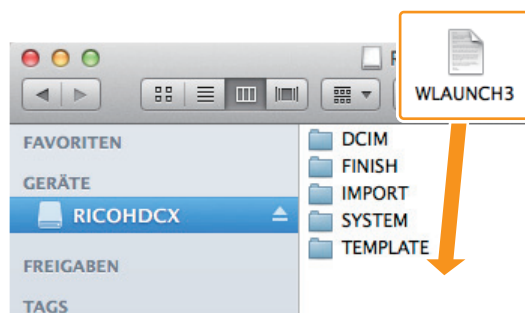 WLAUNCH3
FAVORITEN
GERÄTE
RICOHDCX
FREIGABEN
TAGS
DCIM
FINISH
IMPORT
SYSTEM
TEMPLATE